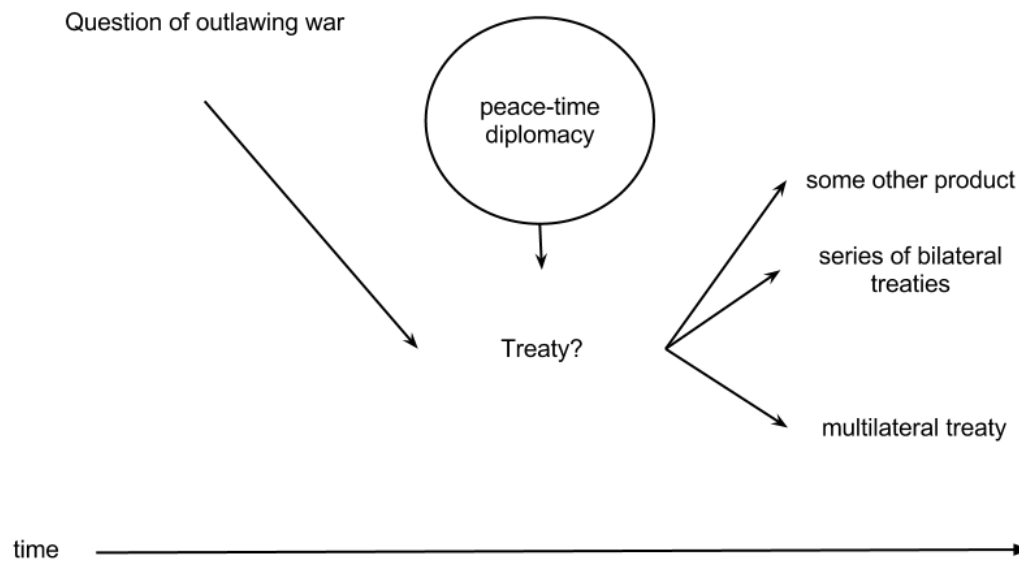 Question of outlawing war
peace-time
diplomacy
some other product
series of bilateral
treaties
Treaty?
multilateral treaty
time